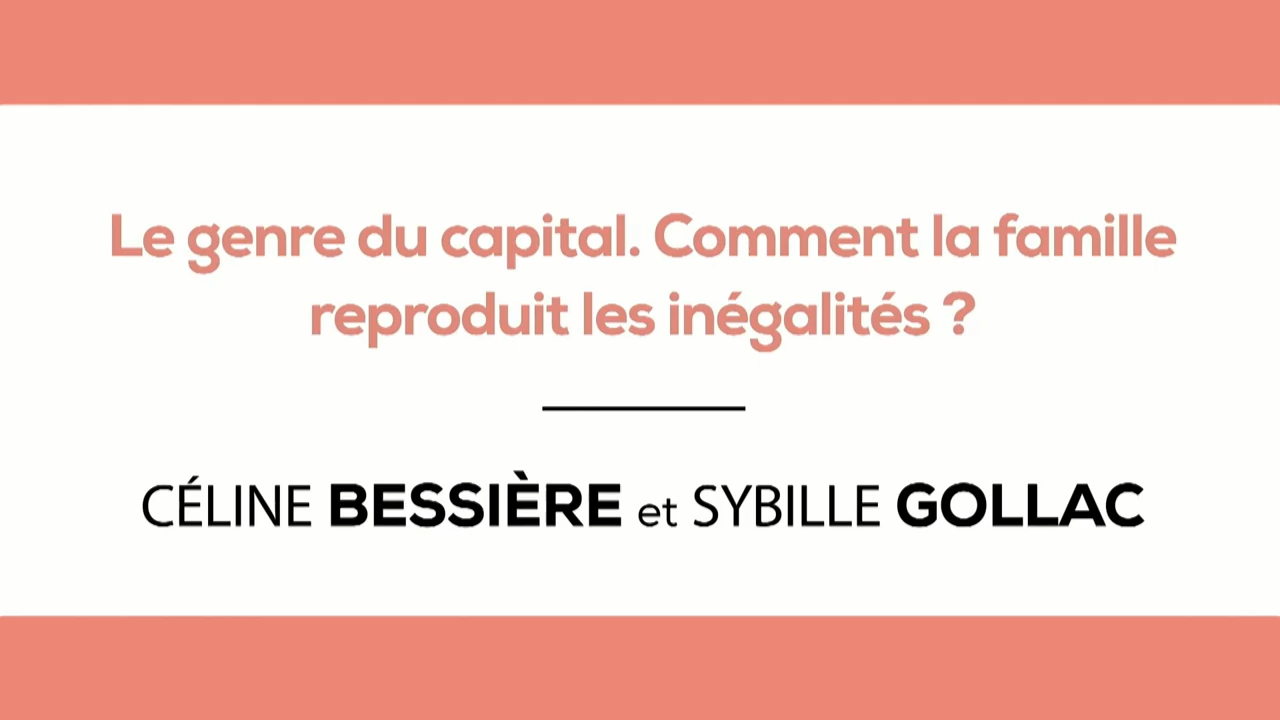 Le genre du capital. Comment la famille
reproduit les inégalités ?
CÉLINE BESSIÈRE et SYBILLE GOLLAC